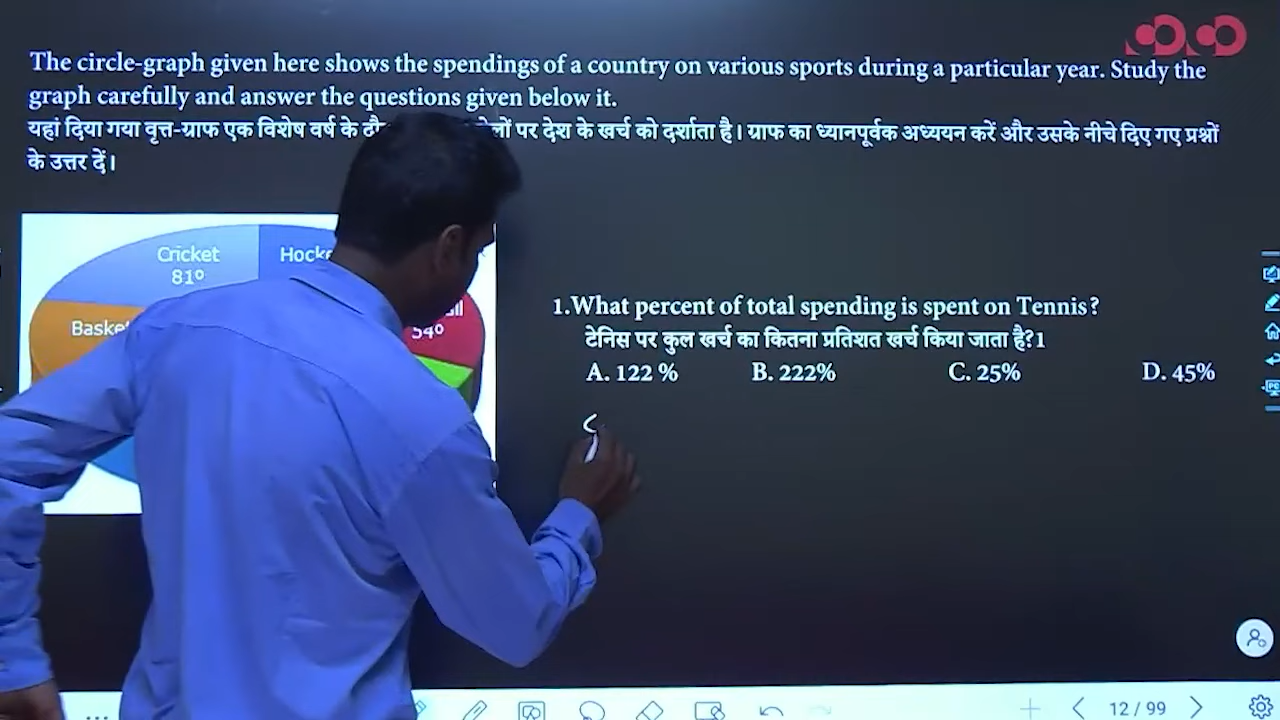 The circle-graph given here shows the spendings of a country on various sports during a particular year. Study the
graph carefully and answer the questions given below it.
यहां दिया गया वृत्त-ग्राफ एक विशेष वर्ष के पर देश के खर्च को दर्शाता है। ग्राफ का ध्यानपूर्वक अध्ययन करें और उसके नीचे दिए गए प्रश्नों
के उत्तर दें।
Cricket
81º
Hocke
Basket
54º
1.What percent of total spending is spent on Tennis?
टेनिस पर कुल खर्च का कितना प्रतिशत खर्च किया जाता है?1
A. 122 % B. 222% C. 25% D. 45%
12 / 99